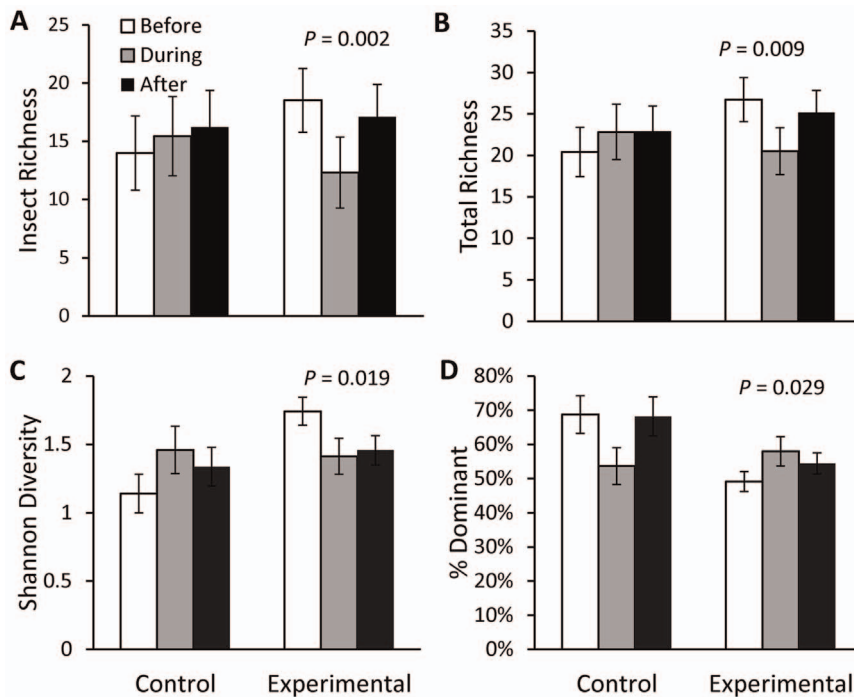 A
Before
During
After
P = 0.002
Insect Richness
25
20
15
10
5
0
B
P = 0.009
Total Richness
35
30
25
20
15
10
5
0
C
P = 0.019
Shannon Diversity
2
1.5
1
0.5
0
Control
Experimental
D
P = 0.029
% Dominant
80%
70%
60%
50%
40%
30%
20%
10%
0%
Control
Experimental